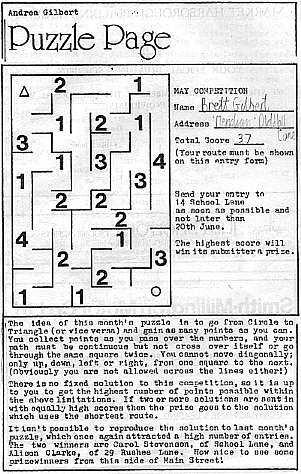 Andrea Gilbert
Puzzle Page
MAY COMPETITION
Name Brett Gilbert
Address
Total Score 37
(Your route must be shown
on this entry form)
Send your entry to
14 School Lane
as soon as possible and
not later than
20th June.
The highest score will
win its submitter a prize.
2 1
1 2 1
3 1 3 4
2 2 3
4 2 1
2 2 3
The idea of this month's puzzle is to go from Circle to
Triangle (or vice versa) and gain as many points as you can.
You collect points as you pass over the numbers, and your
path must be continuous but not cross over itself or go
through the same square twice. You cannot move diagonally;
only up, down, left or right, from one square to the next.
(Obviously you are not allowed across the lines either!)
There is no fixed solution to this competition, so it is up
to you to get the highest number of points possible within
the above limitations. If two or more solutions are sent in
with equally high scores then the prize goes to the solution
which uses the shortest route.
It isn't possible to reproduce the solution to last month's
puzzle, which once again attracted a high number of entries.
The winners are Carol Stevenson, of School Lane, and
Alison Clarke, of 29 Rushes Lane. How nice to see some
prizewinners from this side of Main Street!